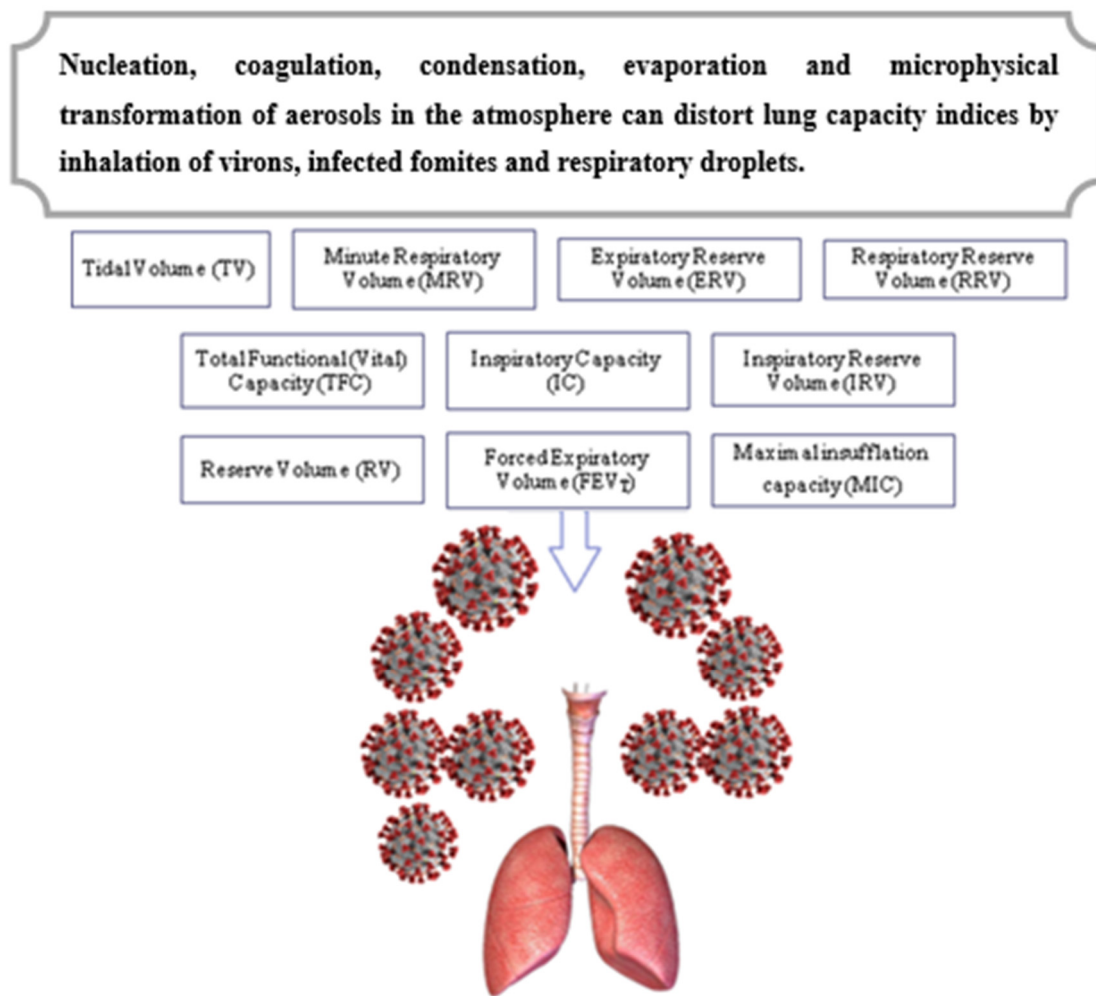 Nucleation, coagulation, condensation, evaporation and microphysical
transformation of aerosols in the atmosphere can distort lung capacity indices by
inhalation of virons, infected fomites and respiratory droplets.
Tidal Volume (TV)
Minute Respiratory
Volume (MRV)
Expiratory Reserve
Volume (ERV)
Respiratory Reserve
Volume (RRV)
Total Functional (Vital)
Capacity (TFC)
Inspiratory Capacity
(IC)
Inspiratory Reserve
Volume (IRV)
Reserve Volume (RV)
Forced Expiratory
Volume (FEVT)
Maximal insufflation
capacity (MIC)